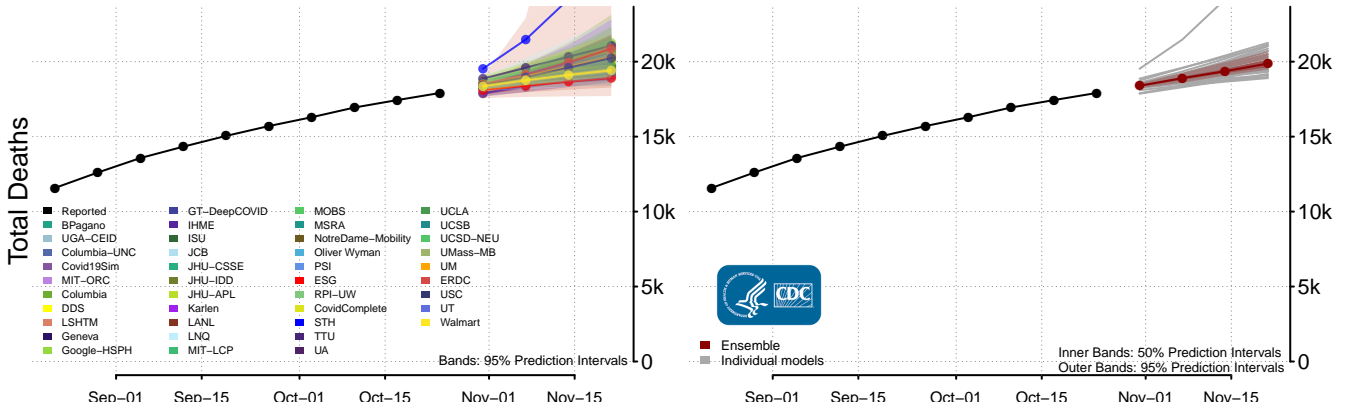 Total Deaths
20k
15k
10k
5k
0
Reported
BPagano
UGA−CEID
Columbia−UNC
Covid19Sim
MIT−ORC
Columbia
DDS
LSHTM
Geneva
Google−HSPH
GT−DeepCOVID
IHME
ISU
JCB
JHU−CSSE
JHU−IDD
JHU−APL
Karlen
LANL
LNQ
MIT−LCP
MOBS
MSRA
NotreDame−Mobility
Oliver Wyman
PSI
ESG
RPI−UW
CovidComplete
STH
TTU
UA
UCLA
UCSB
UCSD−NEU
UMass−MB
UM
ERDC
USC
UT
Walmart
Bands: 95% Prediction Intervals
Sep−01 Sep−15 Oct−01 Oct−15 Nov−01 Nov−15
20k
15k
10k
5k
0
CDC
Ensemble
Individual models
Inner Bands: 50% Prediction Intervals
Outer Bands: 95% Prediction Intervals
Sep−01 Sep−15 Oct−01 Oct−15 Nov−01 Nov−15